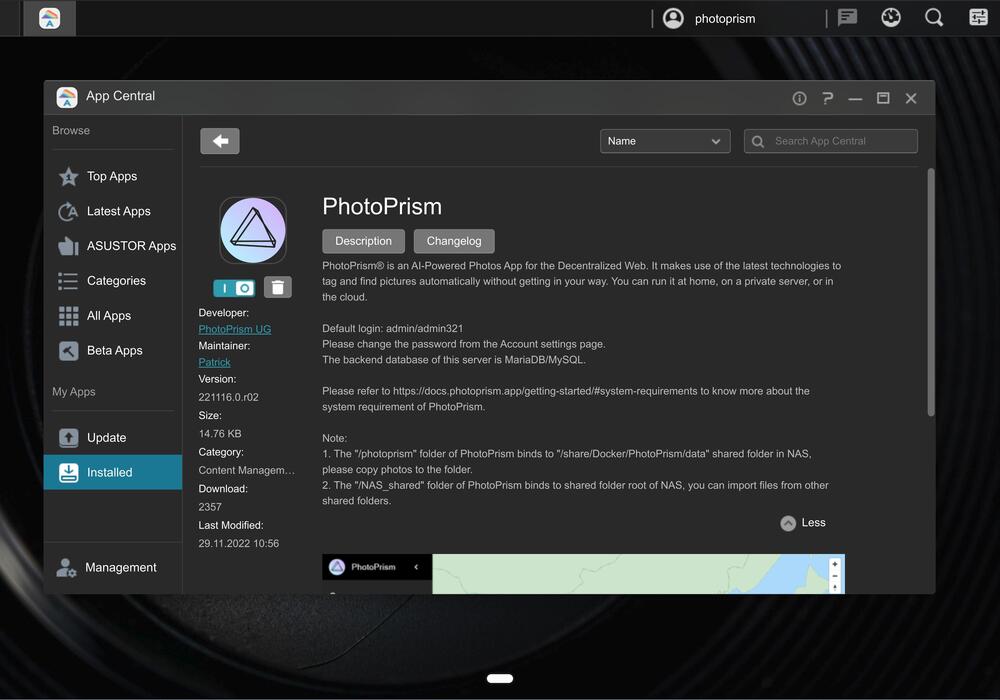 photoprism
App Central
Browse
Name
Search App Central
Top Apps
Latest Apps
ASUSTOR Apps
Categories
All Apps
Beta Apps
My Apps
Update
Installed
Management
PhotoPrism
Description
Changelog
PhotoPrism® is an AI-Powered Photos App for the Decentralized Web. It makes use of the latest technologies to
tag and find pictures automatically without getting in your way. You can run it at home, on a private server, or in
the cloud.
Default login: admin/admin321
Please change the password from the Account settings page.
The backend database of this server is MariaDB/MySQL.
Please refer to https://docs.photoprism.app/getting-started/#system-requirements to know more about the
system requirement of PhotoPrism.
Note:
1. The "/photoprism" folder of PhotoPrism binds to "/share/Docker/PhotoPrism/data" shared folder in NAS,
please copy photos to the folder.
2. The "/NAS_shared" folder of PhotoPrism binds to shared folder root of NAS, you can import files from other
shared folders.
Less
Developer:
PhotoPrism UG
Maintainer:
Patrick
Version:
221116.0.r02
Size:
14.76 KB
Category:
Content Managem...
Download:
2357
Last Modified:
29.11.2022 10:56
PhotoPrism